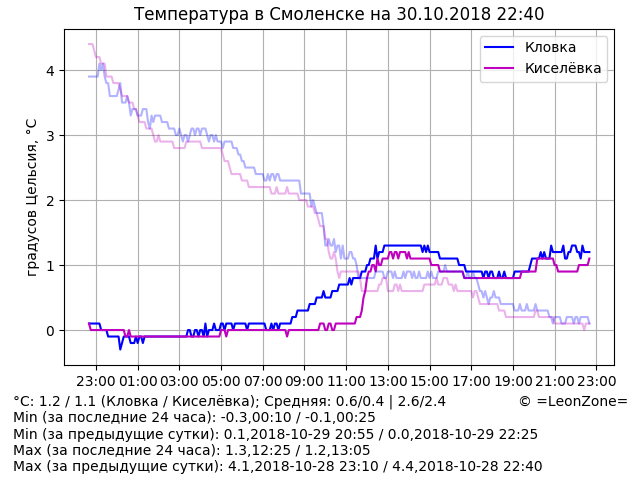 Температура в Смоленске на 30.10.2018 22:40
Кловка
Киселёвка
градусов Цельсия, °C
4
3
2
1
0
23:00 01:00 03:00 05:00 07:00 09:00 11:00 13:00 15:00 17:00 19:00 21:00 23:00
°C: 1.2 / 1.1 (Кловка / Киселёвка); Средняя: 0.6/0.4 | 2.6/2.4 © =LeonZone=
Min (за последние 24 часа): -0.3,00:10 / -0.1,00:25
Min (за предыдущие сутки): 0.1,2018-10-29 20:55 / 0.0,2018-10-29 22:25
Max (за последние 24 часа): 1.3,12:25 / 1.2,13:05
Max (за предыдущие сутки): 4.1,2018-10-28 23:10 / 4.4,2018-10-28 22:40